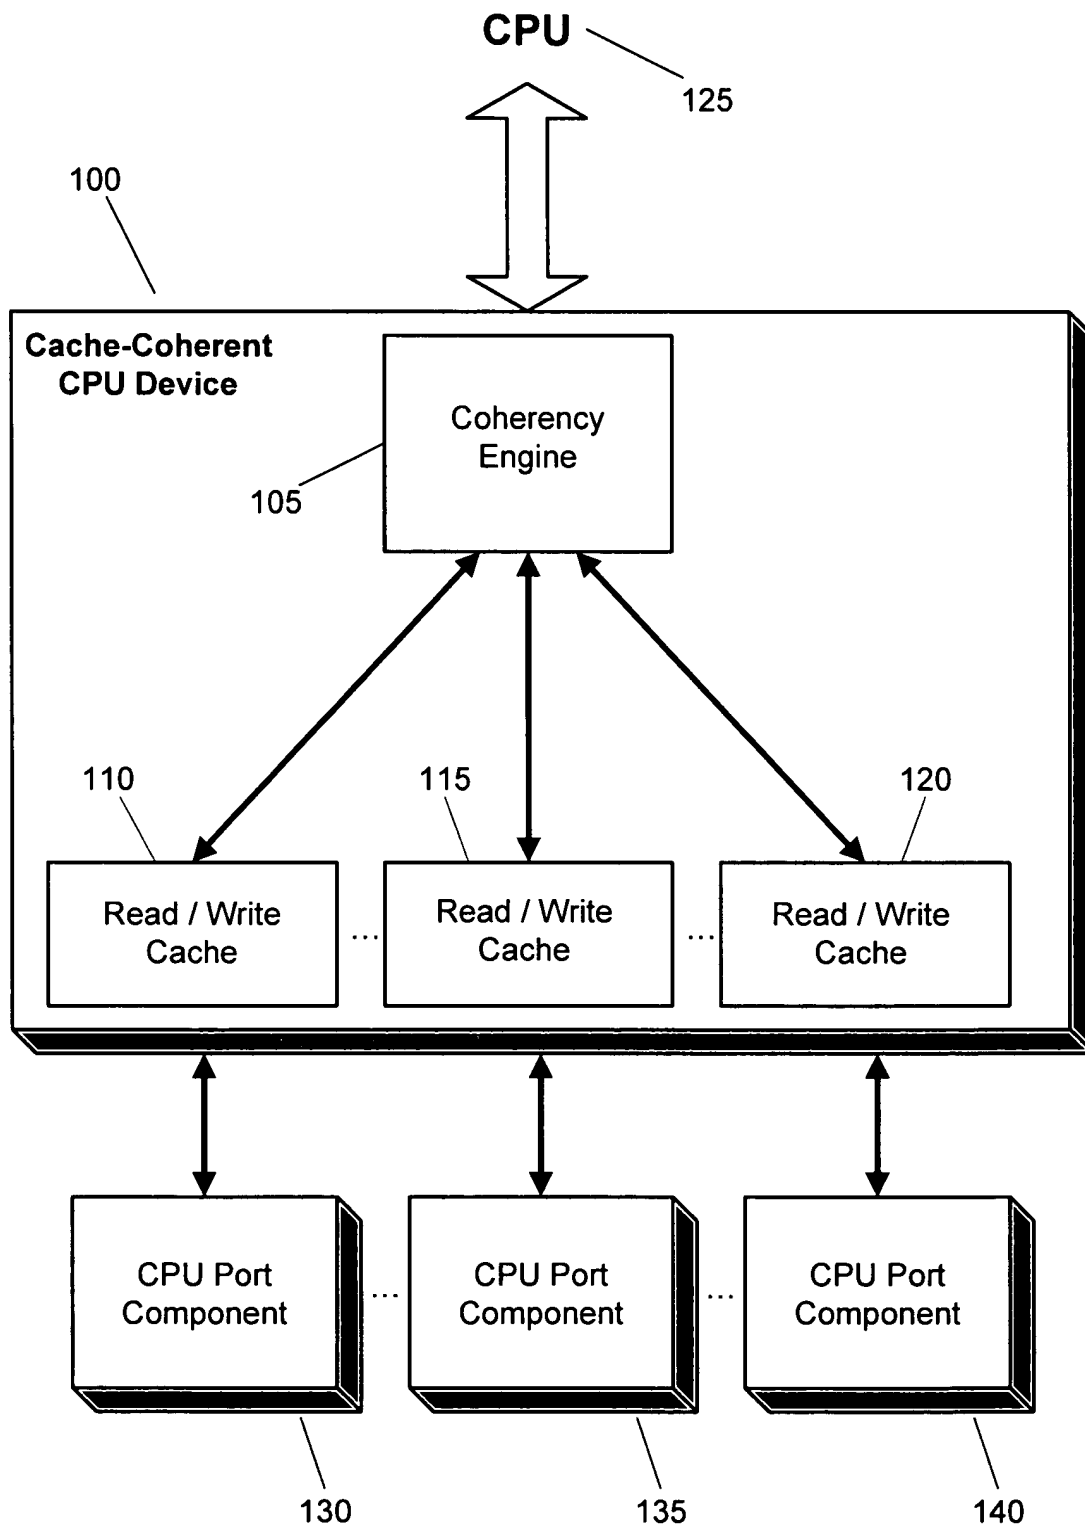 CPU
125
100
Cache-Coherent
CPU Device
Coherency
Engine
105
110
115
120
Read / Write
Cache
...
Read / Write
Cache
...
Read / Write
Cache
CPU Port
Component
...
CPU Port
Component
...
CPU Port
Component
130
135
140